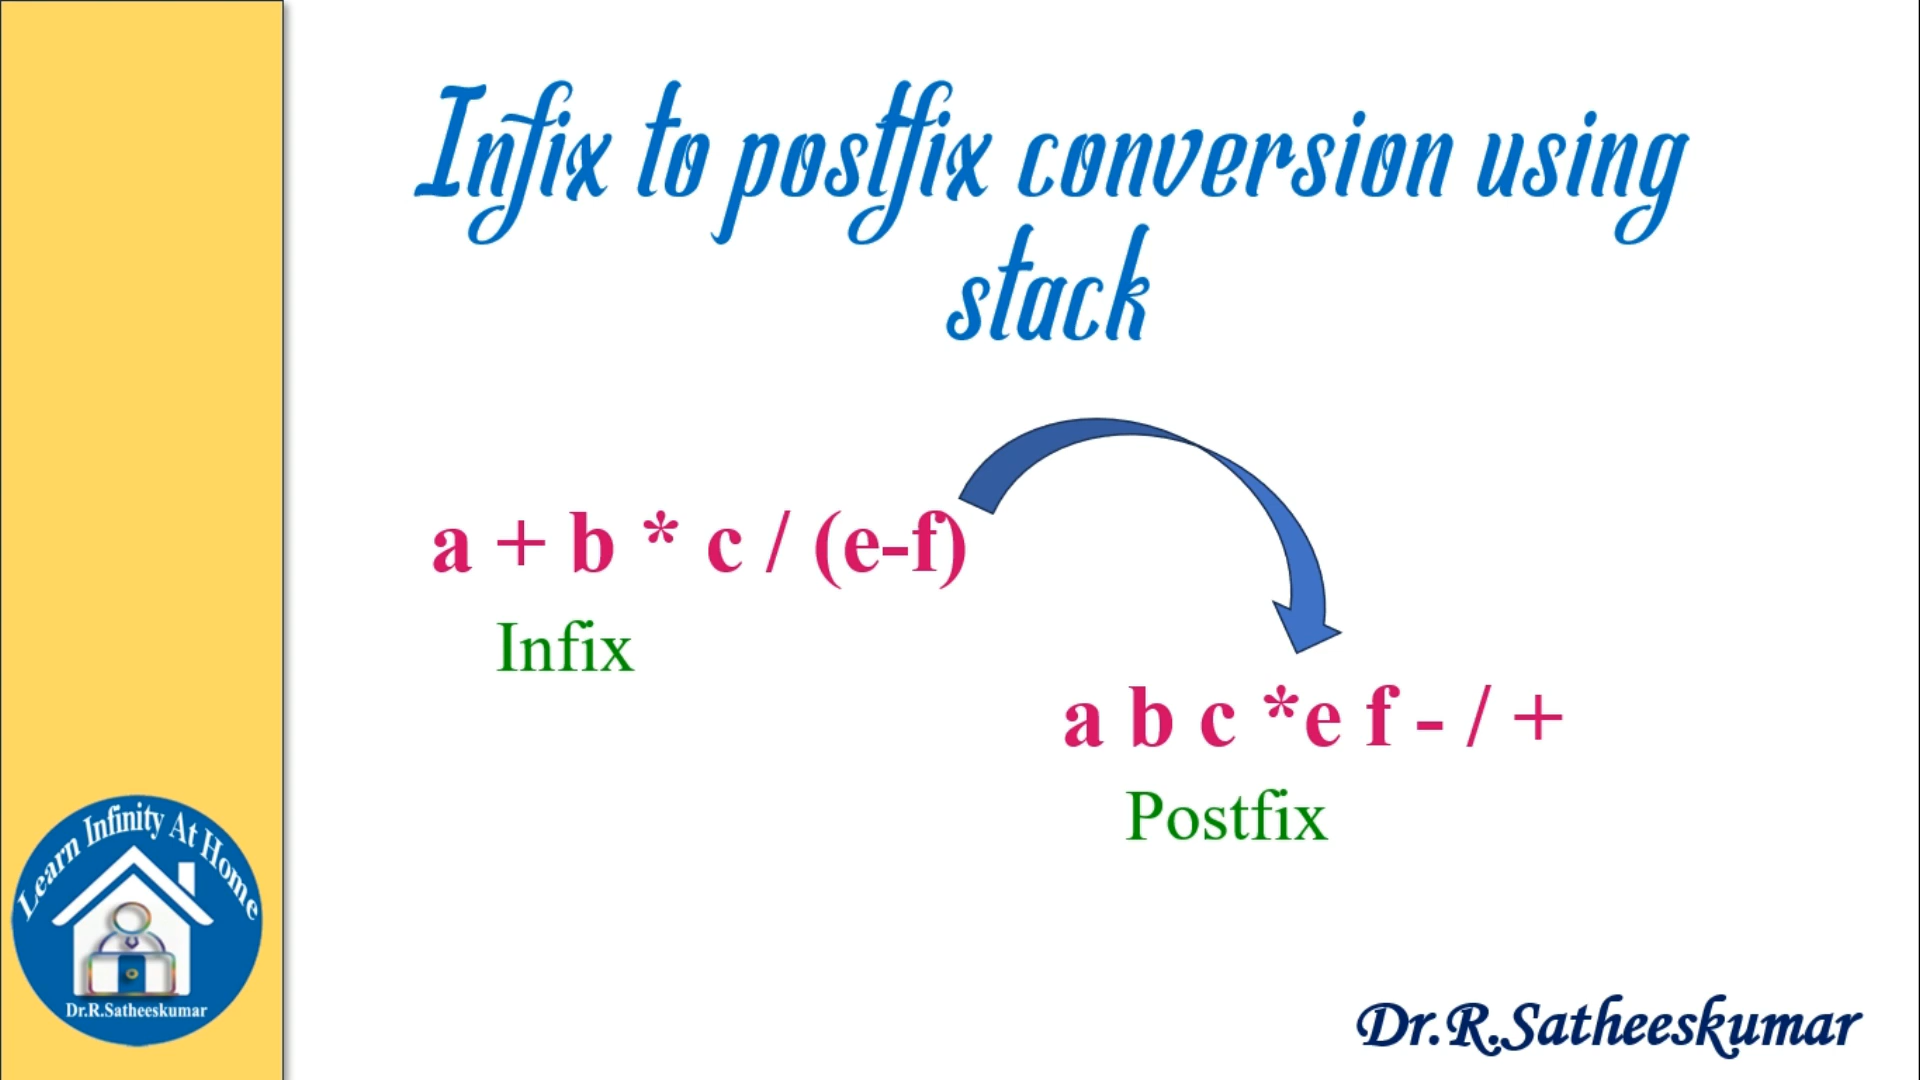 Infix to postfix conversion using
stack
a + b * c / (e-f)
Infix
a b c *e f - / +
Postfix
Learn Infinity At Home
Dr.R.Satheeskumar
Dr.R.Satheeskumar